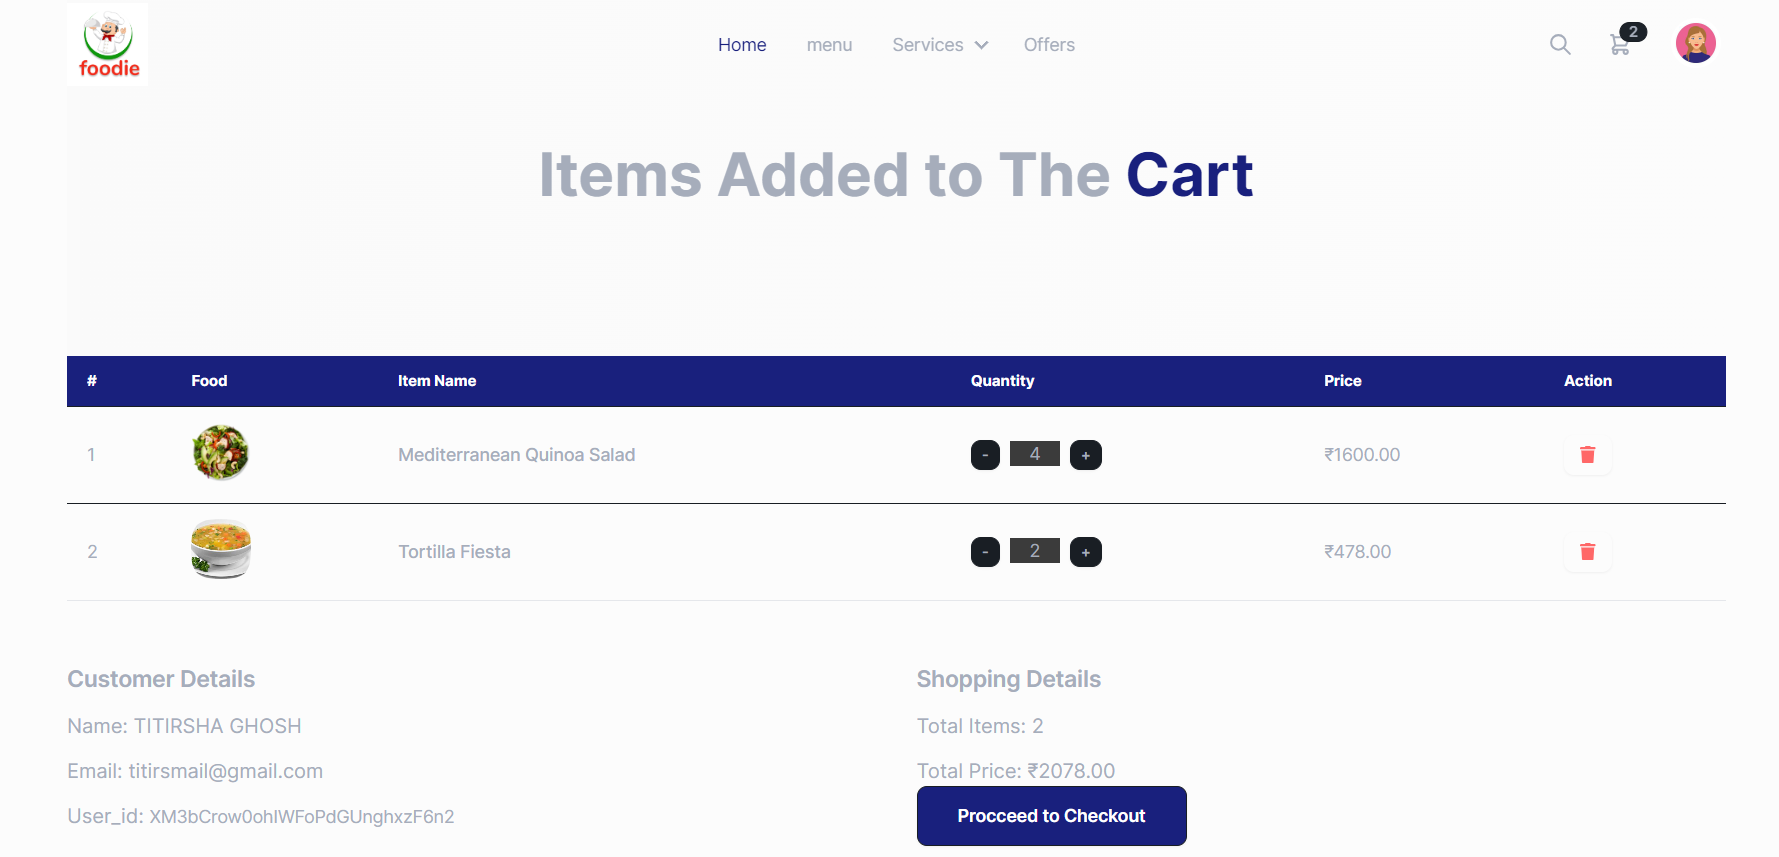 foodie
Home menu Services Offers
2
Items Added to The Cart
# Food Item Name Quantity Price Action
1 Mediterranean Quinoa Salad - 4 + ₹1600.00
2 Tortilla Fiesta - 2 + ₹478.00
Customer Details
Name: TITIRSHA GHOSH
Email: titirsmail@gmail.com
User_id: XM3bCrow0ohlWFoPdGUnghxzF6n2
Shopping Details
Total Items: 2
Total Price: ₹2078.00
Procceed to Checkout